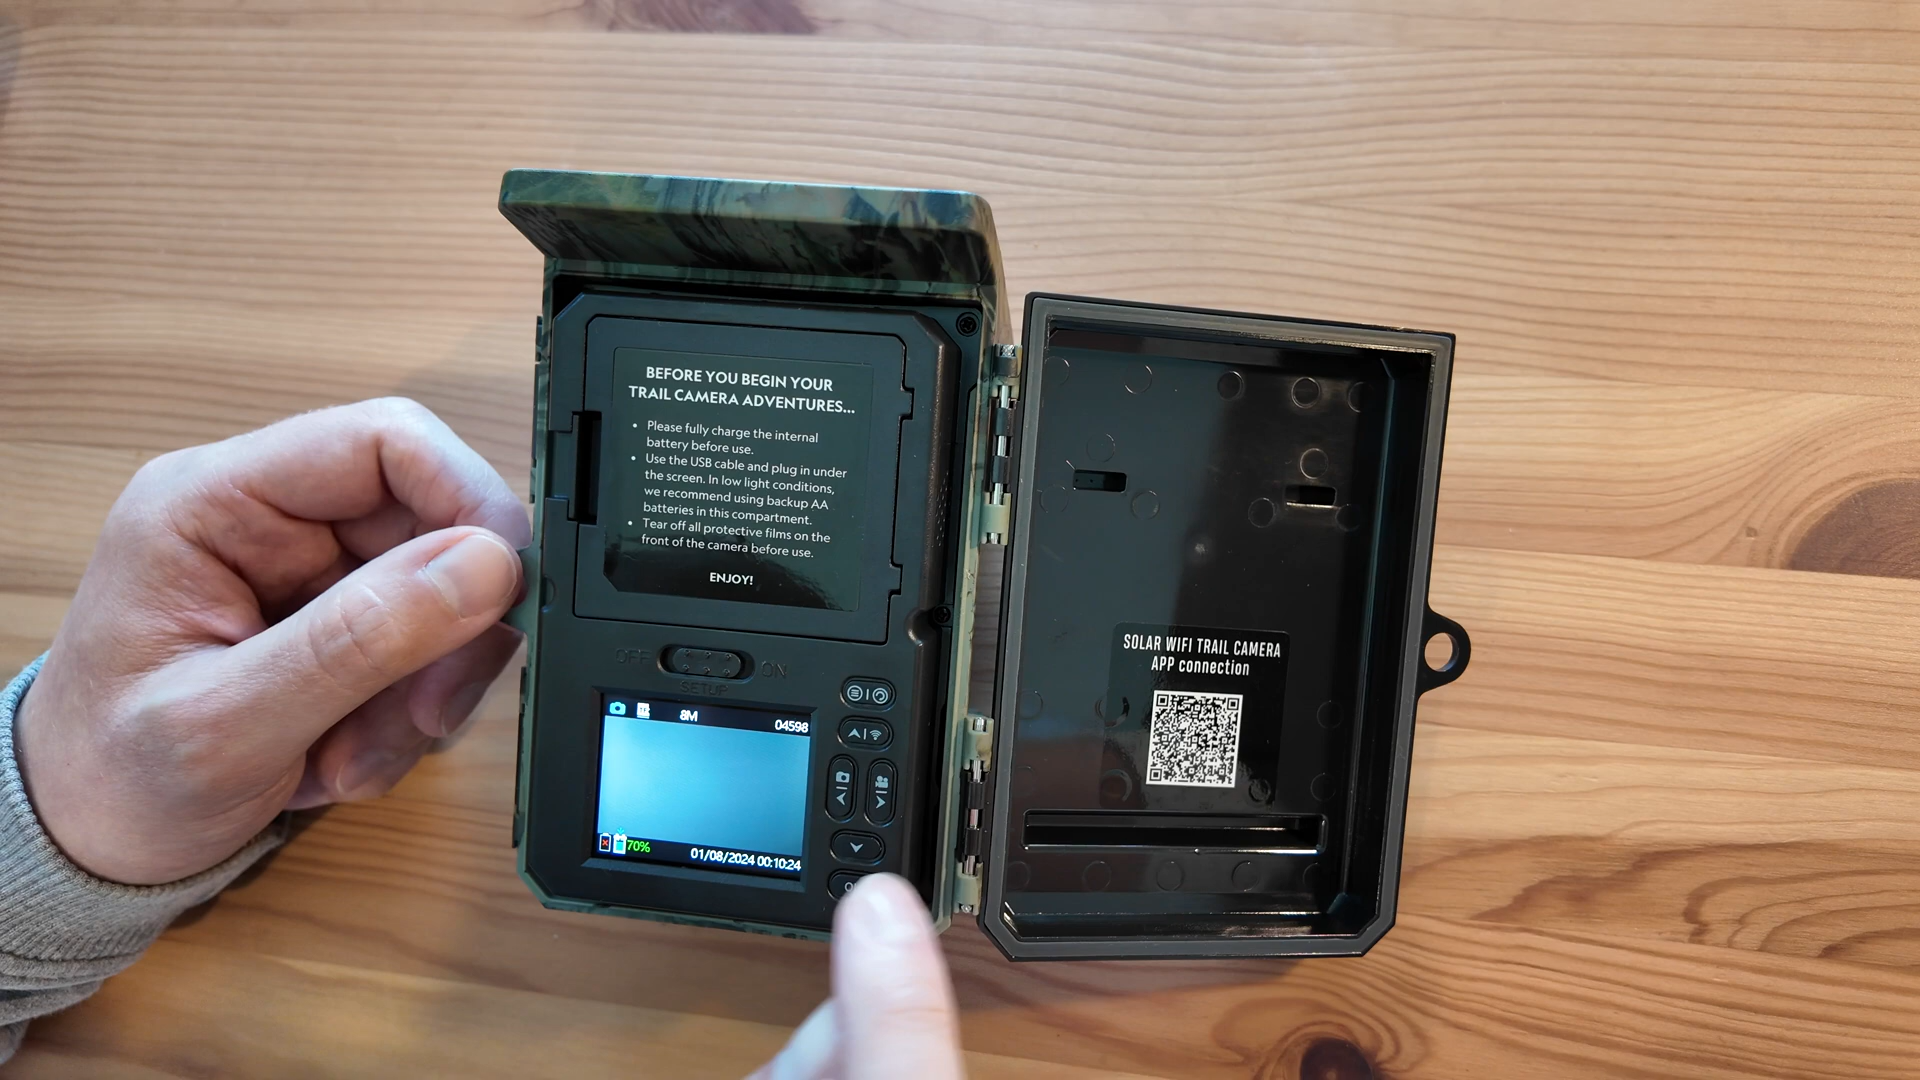 BEFORE YOU BEGIN YOUR
TRAIL CAMERA ADVENTURES...
• Please fully charge the internal
battery before use.
• Use the USB cable and plug in under
the screen. In low light conditions,
we recommend using backup AA
batteries in this compartment.
• Tear off all protective films on the
front of the camera before use.
ENJOY!
OFF
ON
SETUP
8M
04598
70%
01/08/2024 00:10:24
SOLAR WIFI TRAIL CAMERA
APP connection